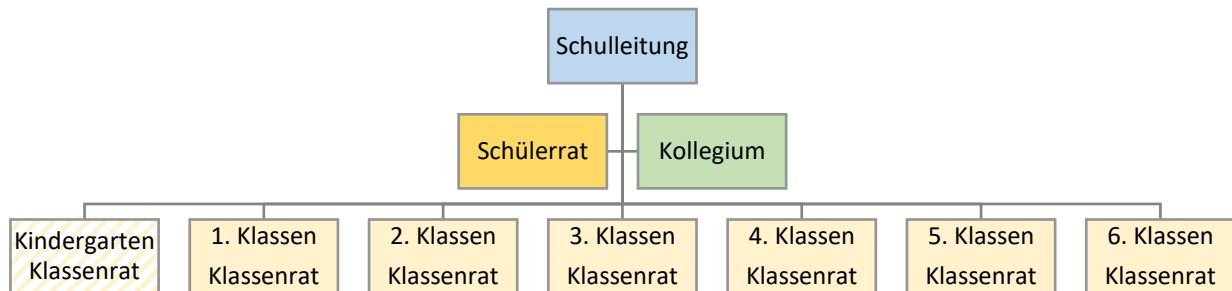 Schulleitung
Schülerrat
Kollegium
Kindergarten
Klassenrat
1. Klassen
Klassenrat
2. Klassen
Klassenrat
3. Klassen
Klassenrat
4. Klassen
Klassenrat
5. Klassen
Klassenrat
6. Klassen
Klassenrat